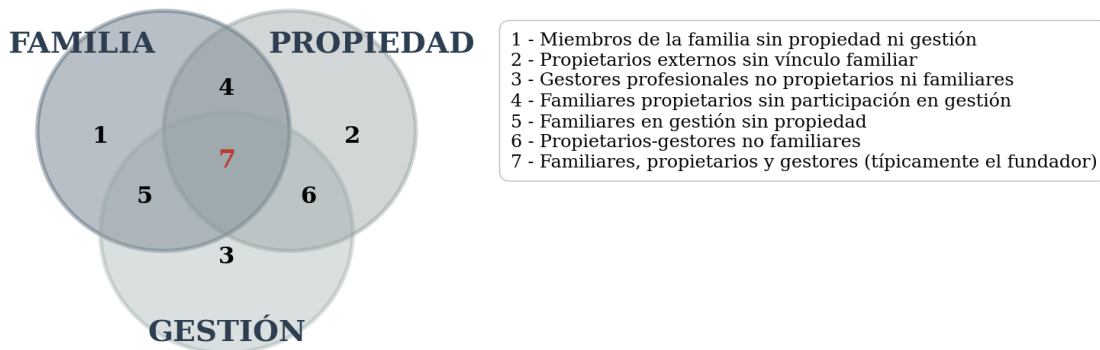 FAMILIA
PROPIEDAD
4
1
2
7
5
6
3
GESTIÓN
1 - Miembros de la familia sin propiedad ni gestión
2 - Propietarios externos sin vínculo familiar
3 - Gestores profesionales no propietarios ni familiares
4 - Familiares propietarios sin participación en gestión
5 - Familiares en gestión sin propiedad
6 - Propietarios-gestores no familiares
7 - Familiares, propietarios y gestores (típicamente el fundador)